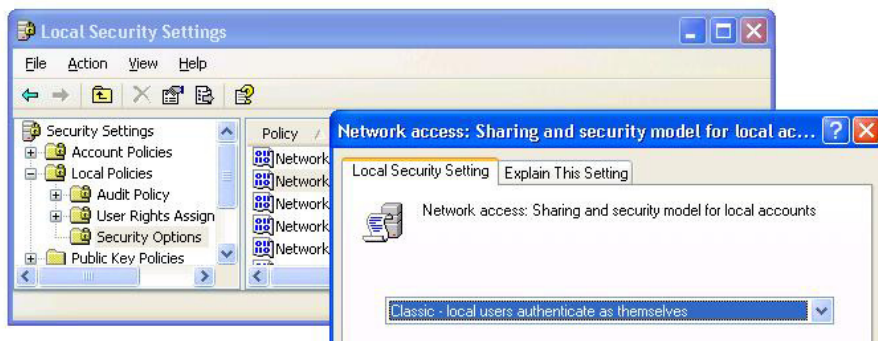 Local Security Settings
File Action View Help
Security Settings
Account Policies
Local Policies
Audit Policy
User Rights Assign
Security Options
Public Key Policies
Policy
Network
Network
Network
Network
Network
Network access: Sharing and security model for local ac...
Local Security Setting Explain This Setting
Network access: Sharing and security model for local accounts
Classic - local users authenticate as themselves